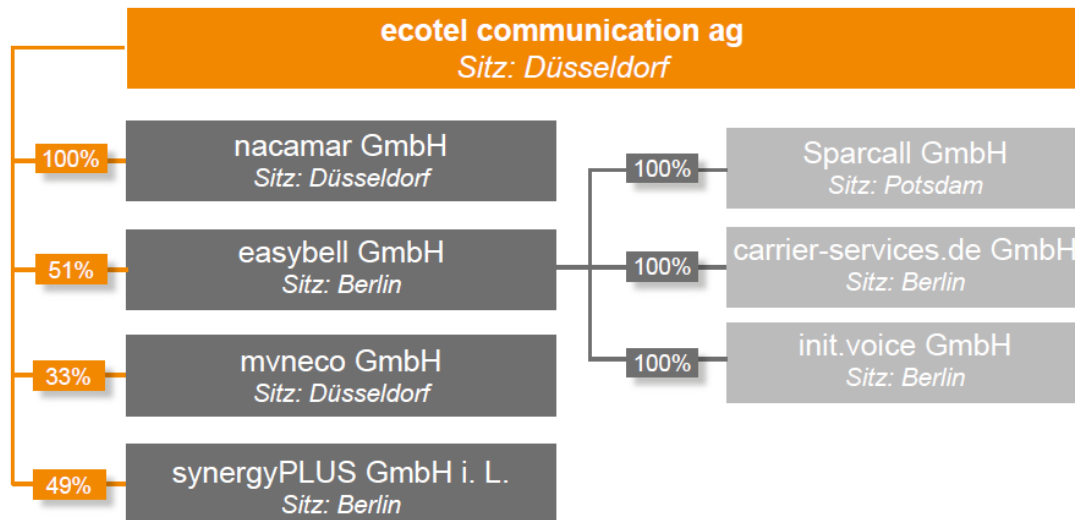 ecotel communication ag
Sitz: Düsseldorf
100%
nacamar GmbH
Sitz: Düsseldorf
51%
easybell GmbH
Sitz: Berlin
33%
mvneco GmbH
Sitz: Düsseldorf
49%
synergyPLUS GmbH i. L.
Sitz: Berlin
100%
Sparcall GmbH
Sitz: Potsdam
100%
carrier-services.de GmbH
Sitz: Berlin
100%
init.voice GmbH
Sitz: Berlin